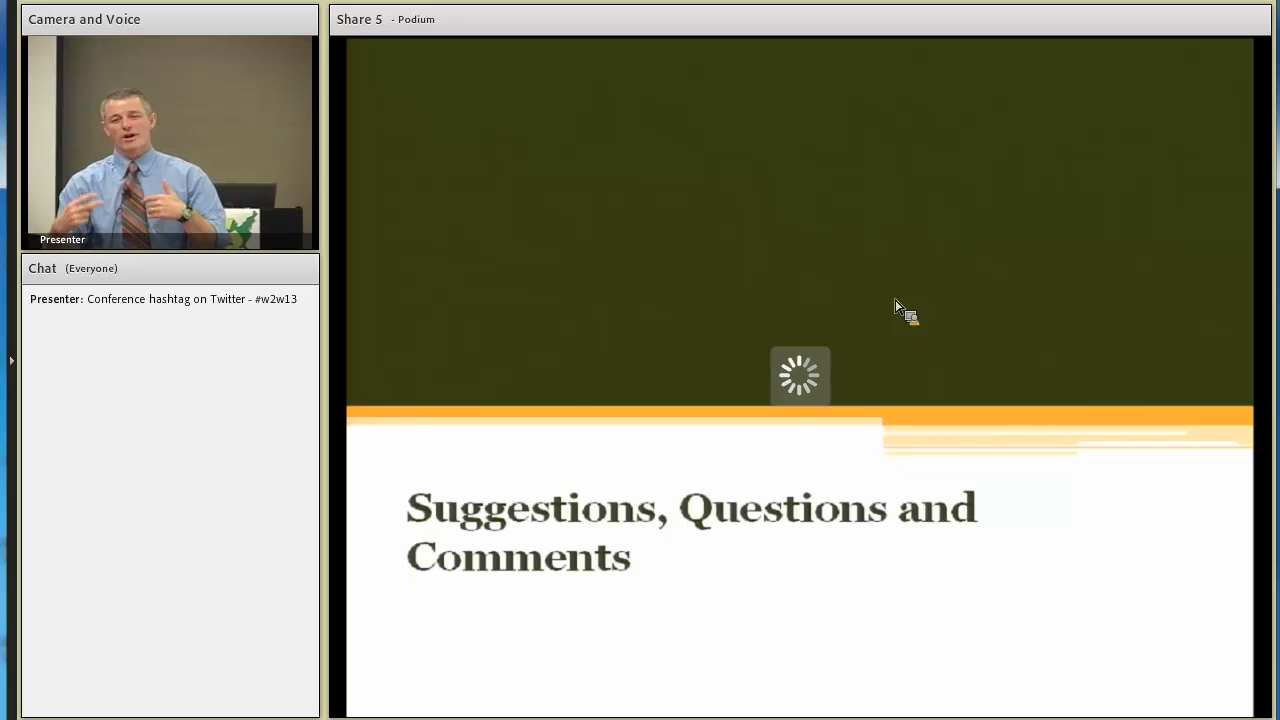 Camera and Voice
Share 5 - Podium
Presenter
Chat (Everyone)
Presenter: Conference hashtag on Twitter - #w2w13
Suggestions, Questions and
Comments